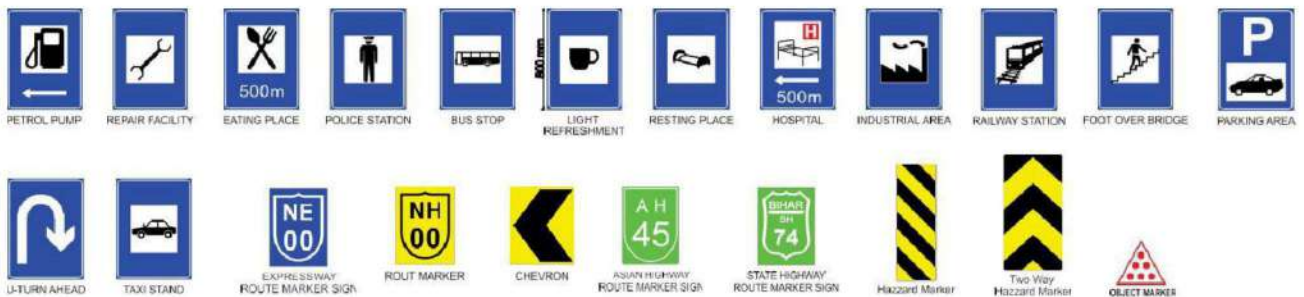 500m
800 mm
H
500m
P
PETROL PUMP
REPAIR FACILITY
EATING PLACE
POLICE STATION
BUS STOP
LIGHT
REFRESHMENT
RESTING PLACE
HOSPITAL
INDUSTRIAL AREA
RAILWAY STATION
FOOT OVER BRIDGE
PARKING AREA
NE
00
NH
00
A H
45
BIHAR
SH
74
U-TURN AHEAD
TAXI STAND
EXPRESSWAY
ROUTE MARKER SIGN
ROUT MARKER
CHEVRON
ASIAN HIGHWAY
ROUTE MARKER SIGN
STATE HIGHWAY
ROUTE MARKER SIGN
Hazzard Marker
Two Way
Hazzard Marker
OBJECT MARKER